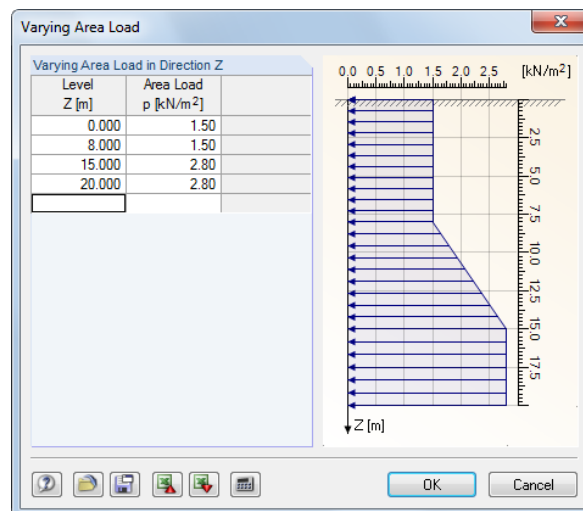 Varying Area Load
Varying Area Load in Direction Z
Level Area Load
Z [m] p [kN/m²]
0.000 1.50
8.000 1.50
15.000 2.80
20.000 2.80
0.0 0.5 1.0 1.5 2.0 2.5 [kN/m²]
2.5
5.0
7.5
10.0
12.5
15.0
17.5
Z [m]
OK Cancel